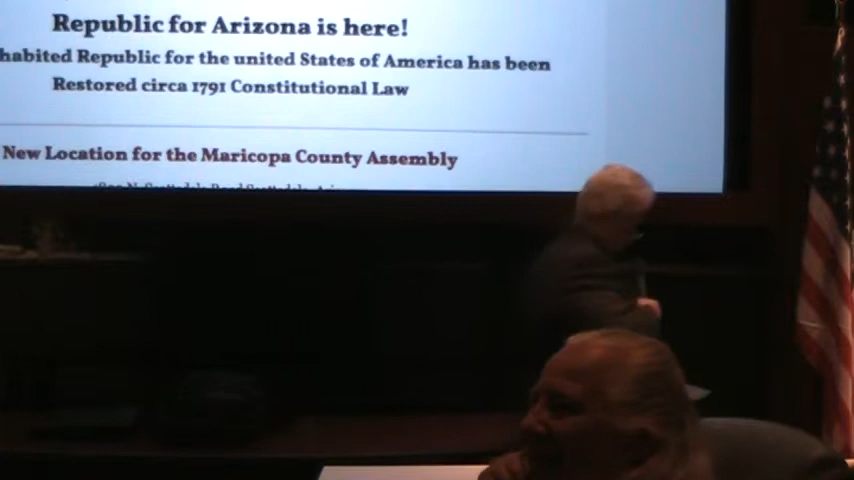 Republic for Arizona is here!
habited Republic for the united States of America has been
Restored circa 1791 Constitutional Law
New Location for the Maricopa County Assembly